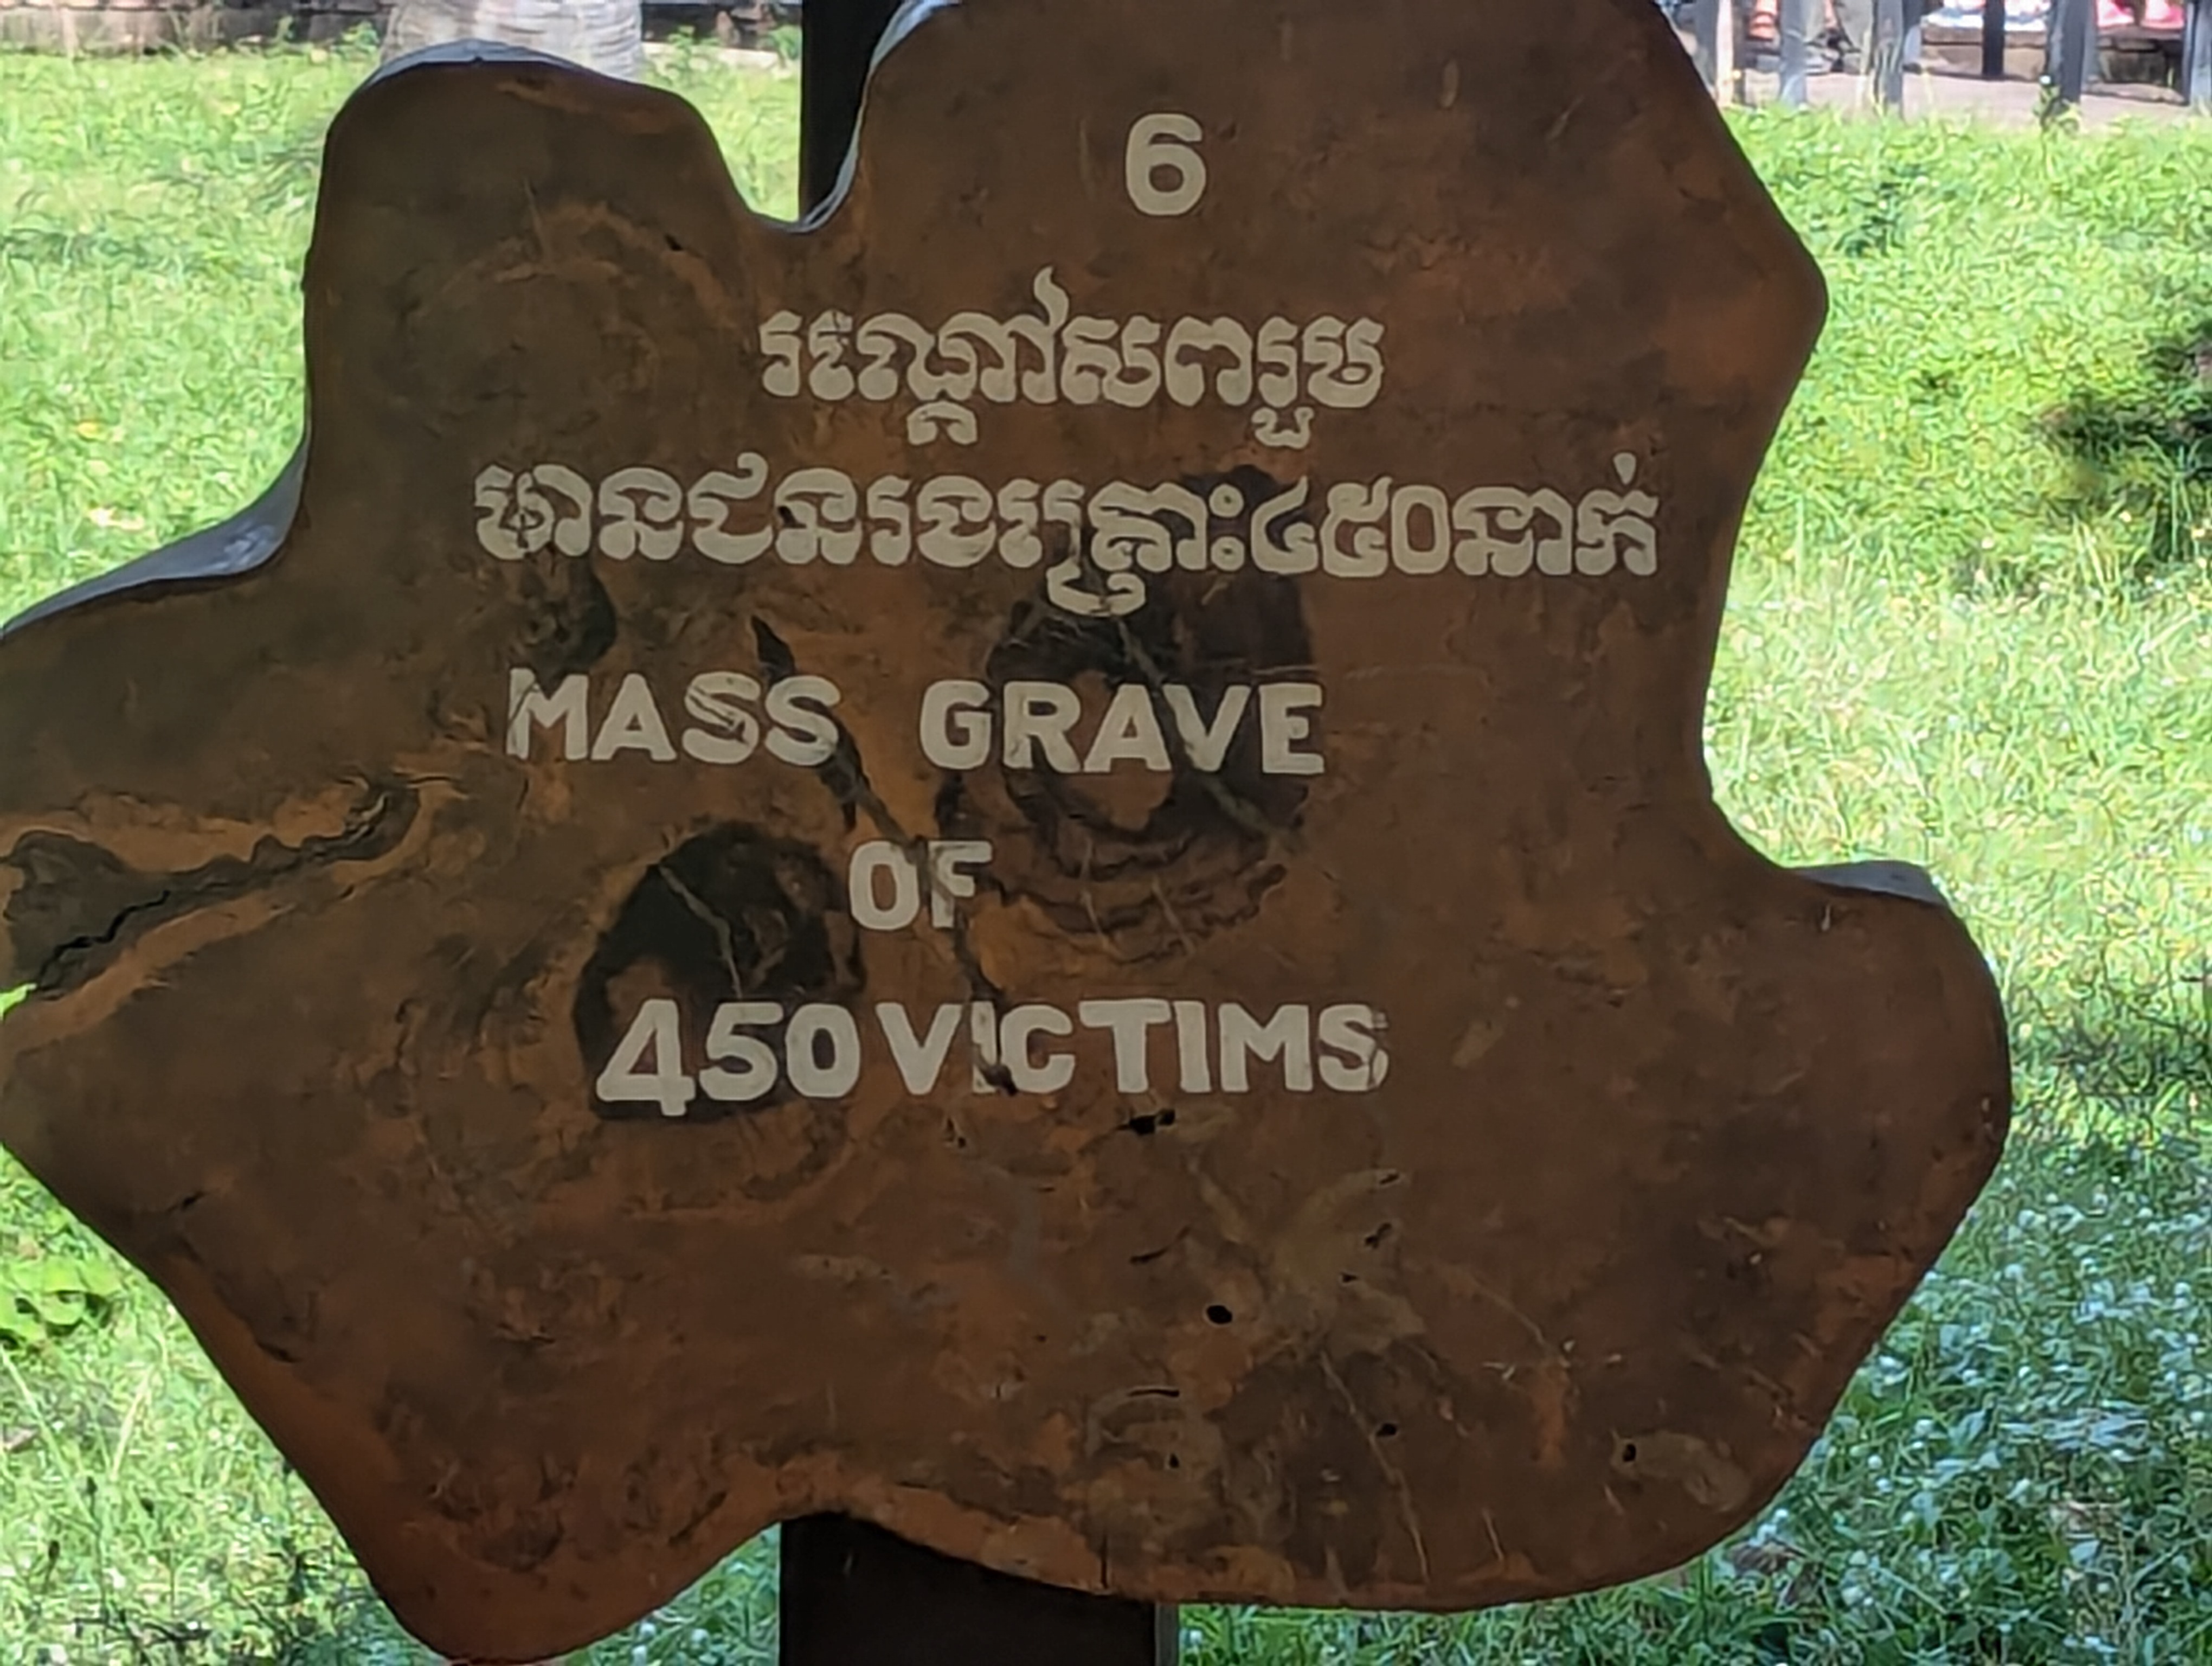 6
រណ្ដៅសពរួម
មានជនរងគ្រោះ៤៥០នាក់
MASS GRAVE
OF
450 VICTIMS